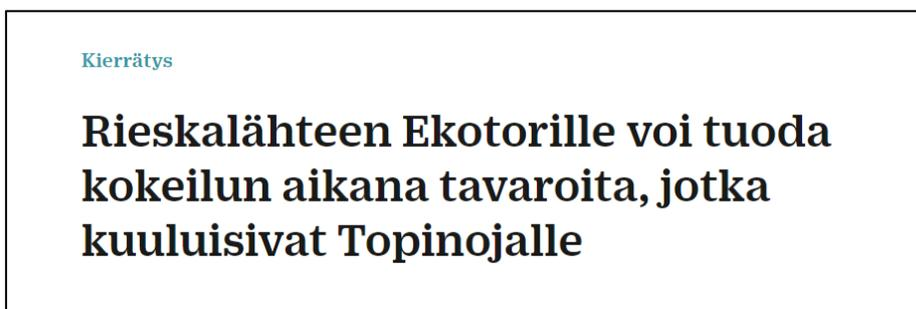 Kierrätys
Rieskalähteen Ekotorille voi tuoda
kokeilun aikana tavaroita, jotka
kuuluisivat Topinojalle